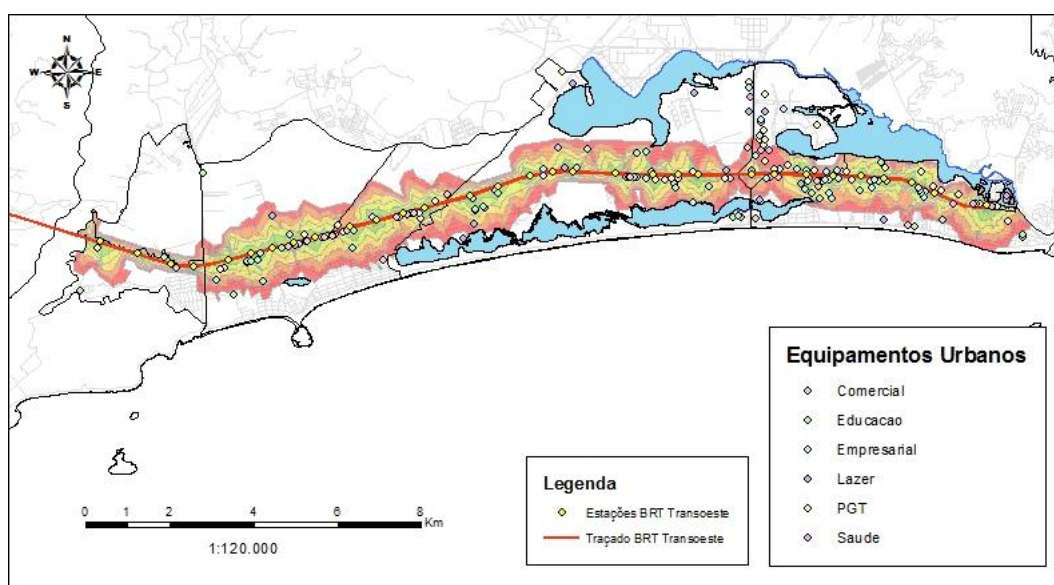 N
W E
S
Equipamentos Urbanos
Comercial
Educacao
Empresarial
Lazer
PGT
Saude
Legenda
Estações BRT Transoeste
Traçado BRT Transoeste
0 1 2 4 6 8
Km
1:120.000